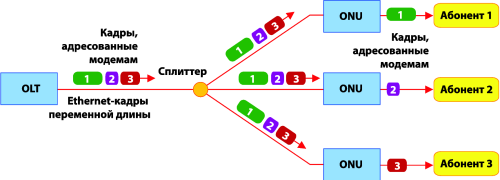 Кадры,
адресованные
модемам
OLT
1 2 3
Ethernet-кадры
переменной длины
Сплиттер
1 2 3
ONU
1
Абонент 1
Кадры,
адресованные
модемам
1 2 3
ONU
2
Абонент 2
1 2 3
ONU
3
Абонент 3